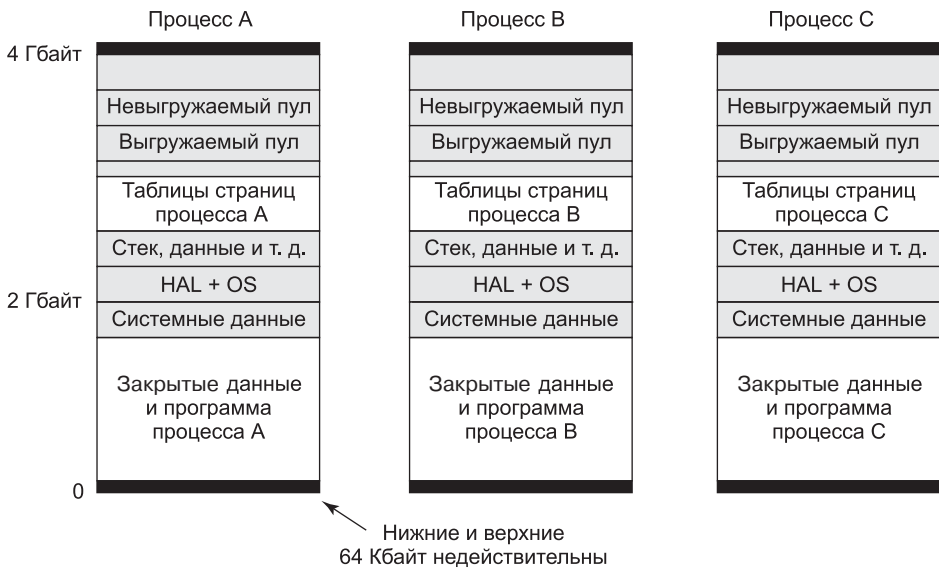 Процесс A
Процесс B
Процесс C
4 Гбайт
Невыгружаемый пул
Невыгружаемый пул
Невыгружаемый пул
Выгружаемый пул
Выгружаемый пул
Выгружаемый пул
Таблицы страниц
процесса A
Таблицы страниц
процесса B
Таблицы страниц
процесса C
Стек, данные и т. д.
Стек, данные и т. д.
Стек, данные и т. д.
HAL + OS
HAL + OS
HAL + OS
2 Гбайт
Системные данные
Системные данные
Системные данные
Закрытые данные
и программа
процесса A
Закрытые данные
и программа
процесса B
Закрытые данные
и программа
процесса C
0
Нижние и верхние
64 Кбайт недействительны